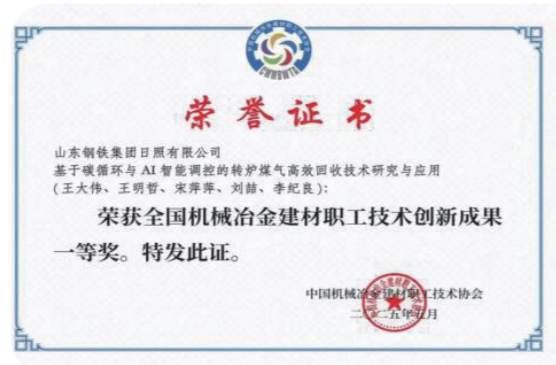 CMMBWTA
荣誉证书
山东钢铁集团日照有限公司
基于碳循环与 AI 智能调控的转炉煤气高效回收技术研究与应用
(王大伟、王明哲、宋萍萍、刘喆、李纪良):
荣获全国机械冶金建材职工技术创新成果
一等奖。特发此证。
中国机械冶金建材职工技术协会
二〇二五年五月